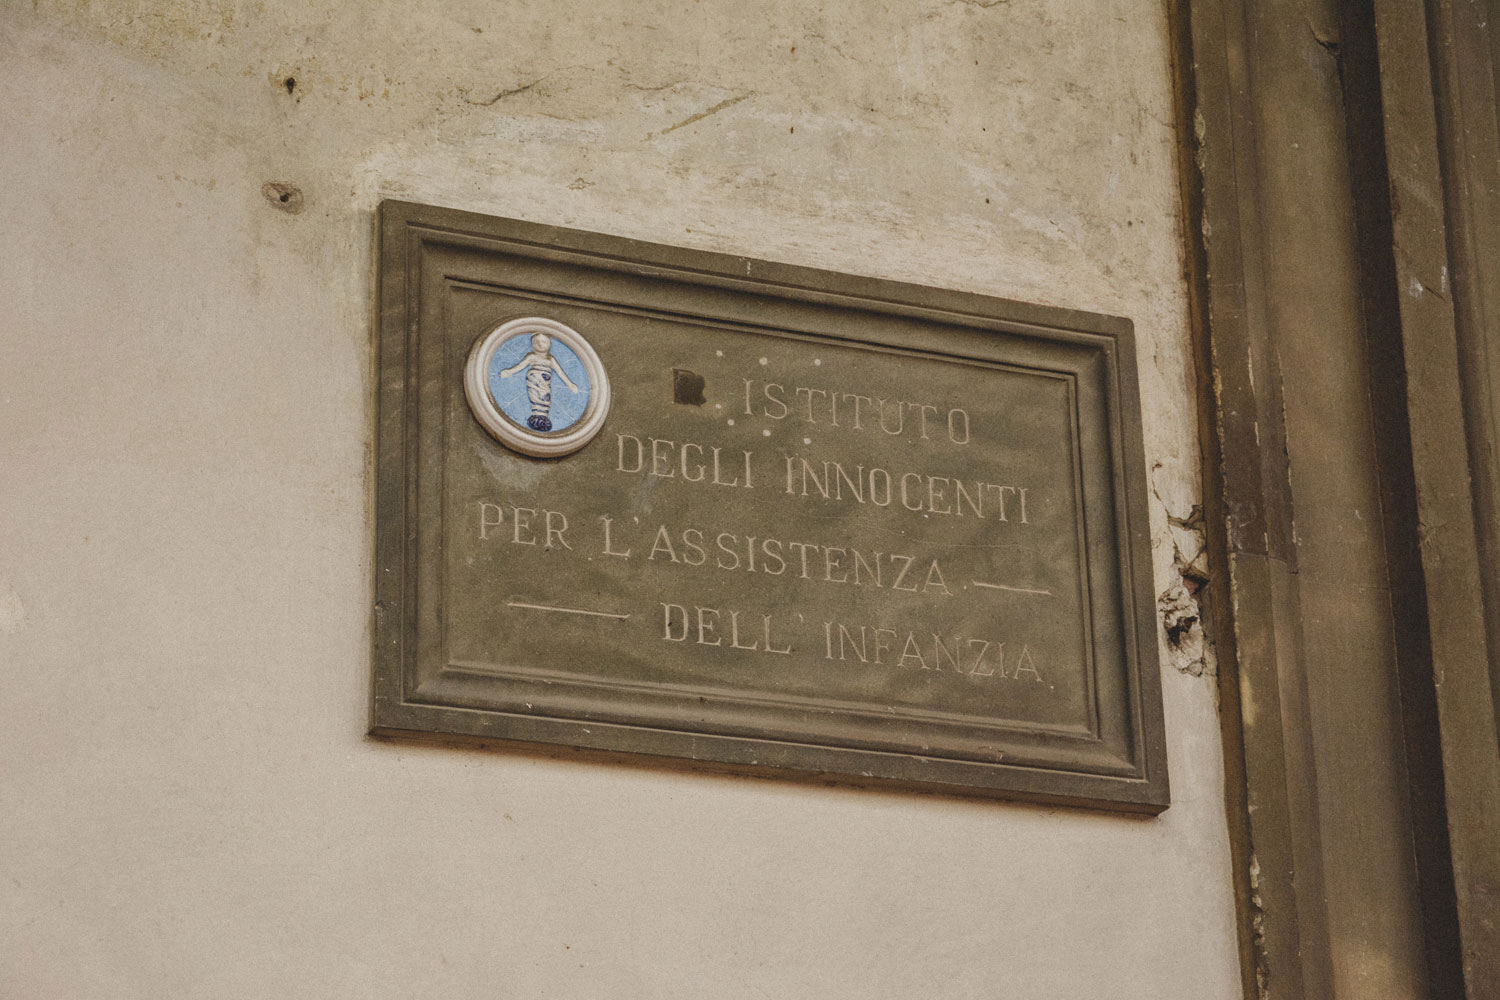 ISTITUTO
DEGLI INNOCENTI
PER L'ASSISTENZA —
— DELL' INFANZIA